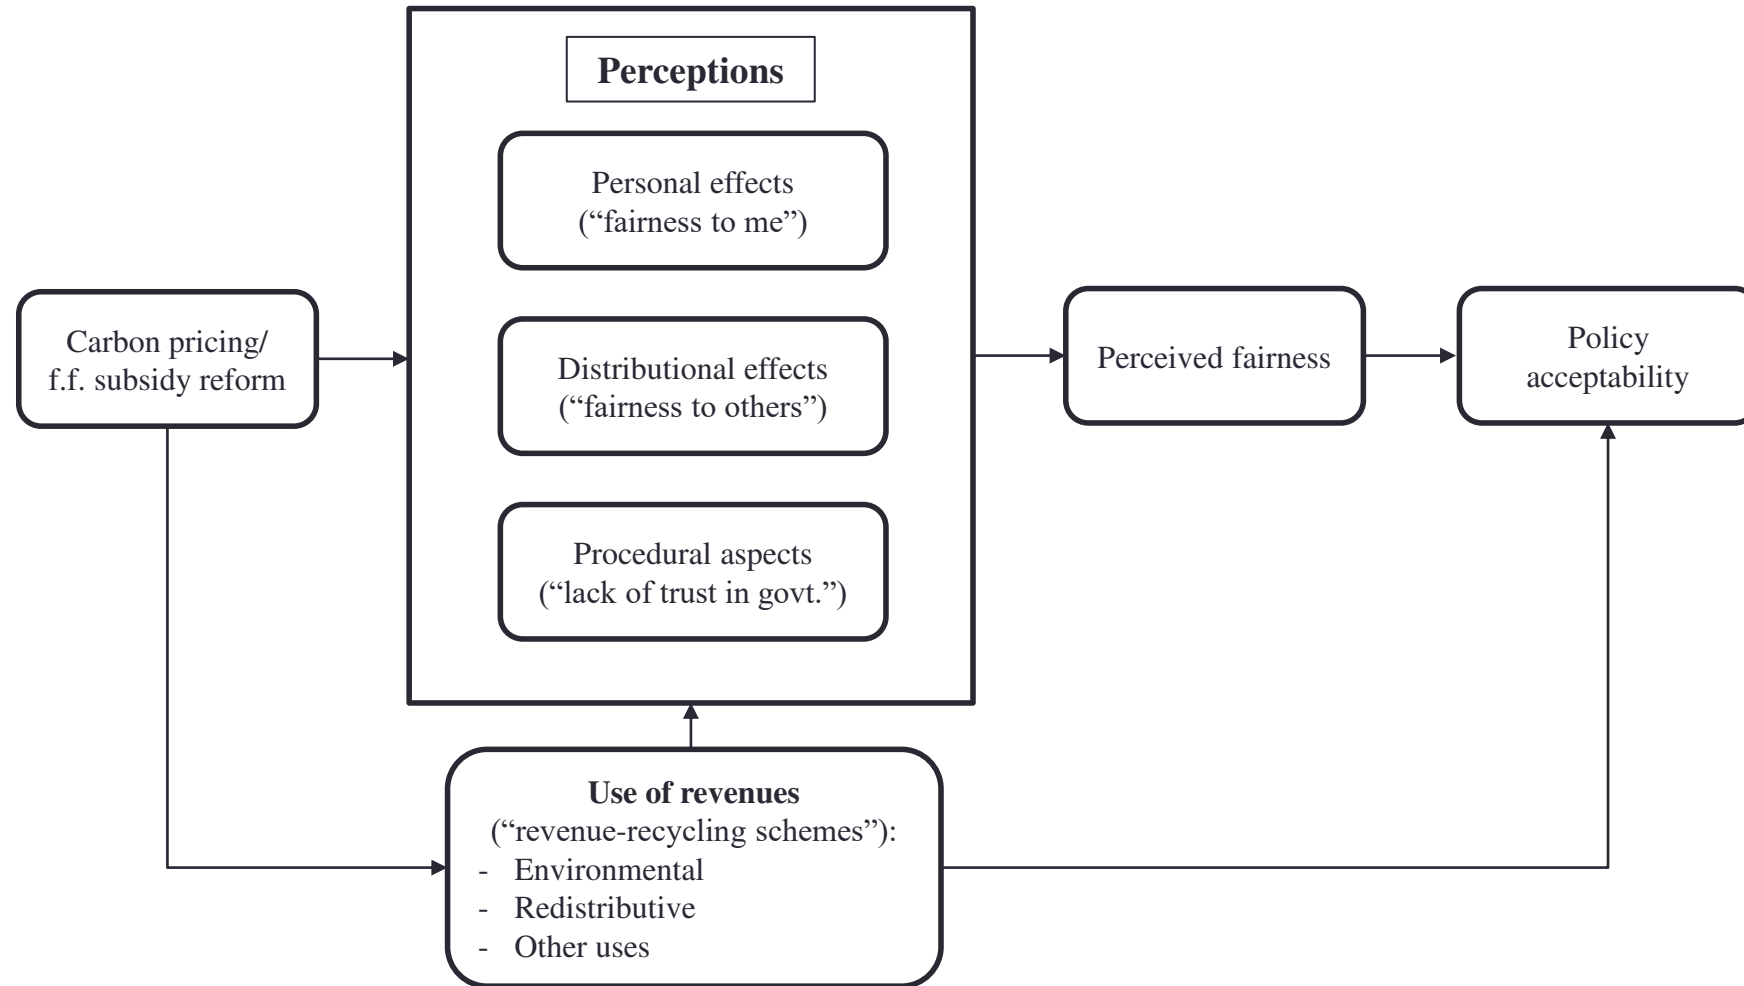 Perceptions
Personal effects
(“fairness to me”)
Carbon pricing/
f.f. subsidy reform
Distributional effects
(“fairness to others”)
Perceived fairness
Policy
acceptability
Procedural aspects
(“lack of trust in govt.”)
Use of revenues
(“revenue-recycling schemes”):
- Environmental
- Redistributive
- Other uses